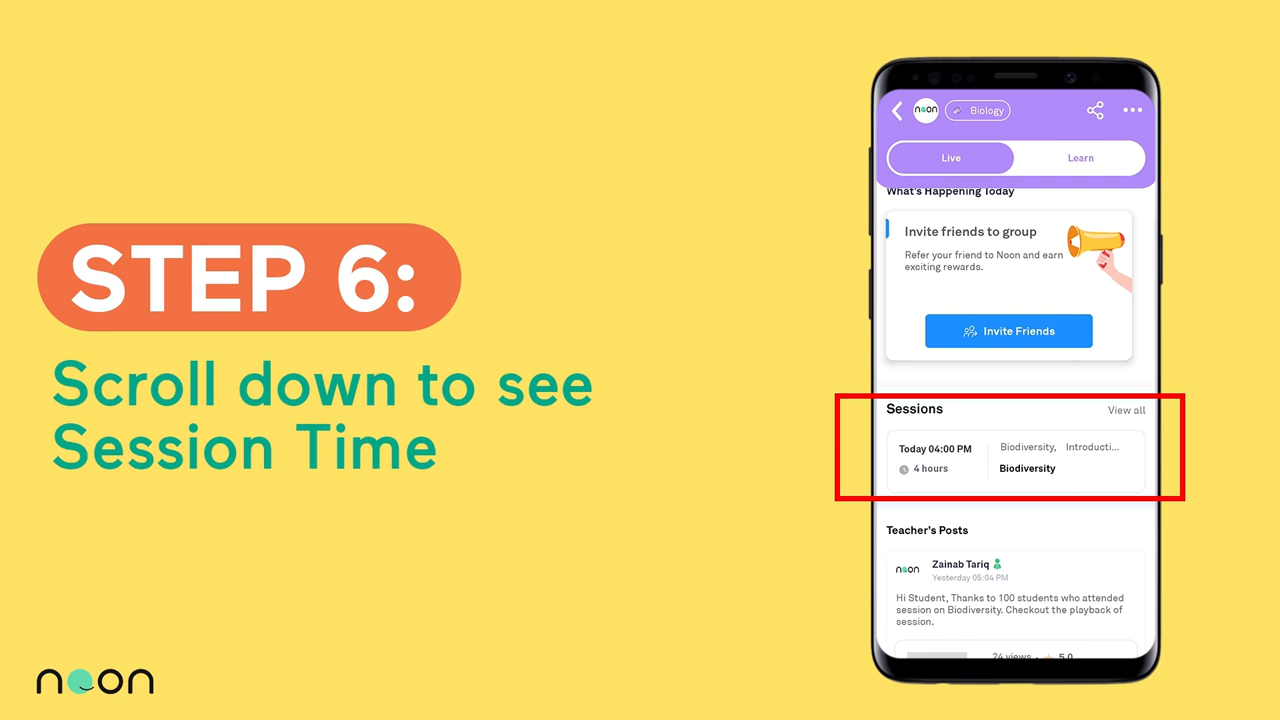 STEP 6:
Scroll down to see
Session Time
noon
noon
Biology
Live
Learn
What's Happening Today
Invite friends to group
Refer your friend to Noon and earn
exciting rewards.
Invite Friends
Sessions
View all
Today 04:00 PM
4 hours
Biodiversity, Introducti...
Biodiversity
Teacher's Posts
noon
Zainab Tariq
Yesterday 05:04 PM
Hi Student, Thanks to 100 students who attended
session on Biodiversity. Checkout the playback of
session.
24 views · 5.0